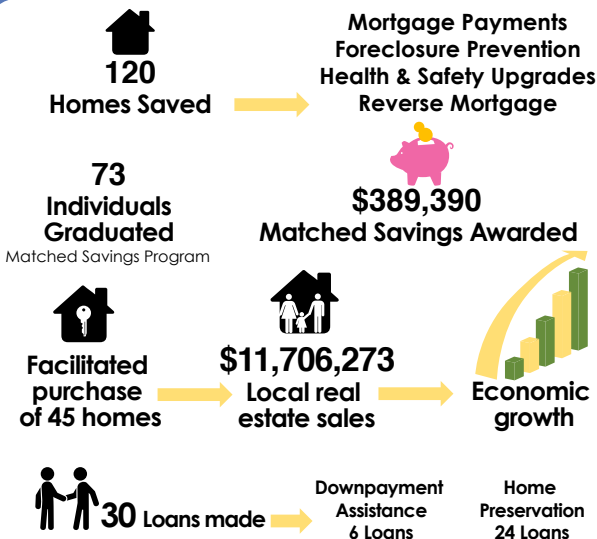 120
Homes Saved
Mortgage Payments
Foreclosure Prevention
Health & Safety Upgrades
Reverse Mortgage
73
Individuals
Graduated
Matched Savings Program
$389,390
Matched Savings Awarded
Facilitated
purchase
of 45 homes
$11,706,273
Local real
estate sales
Economic
growth
30 Loans made
Downpayment
Assistance
6 Loans
Home
Preservation
24 Loans